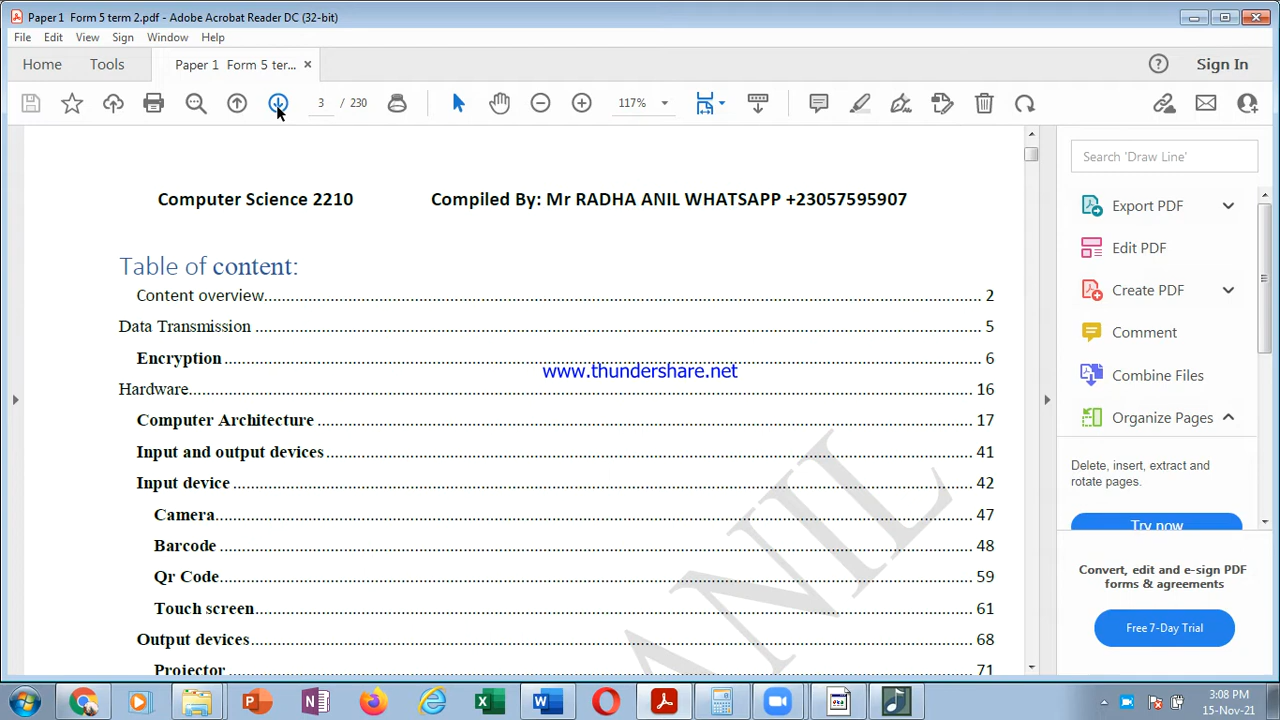 Paper 1 Form 5 term 2.pdf - Adobe Acrobat Reader DC (32-bit)
File Edit View Sign Window Help
Home Tools Paper 1 Form 5 ter... × Sign In
3 / 230 117%
Computer Science 2210 Compiled By: Mr RADHA ANIL WHATSAPP +23057595907
Table of content:
Content overview 2
Data Transmission 5
Encryption 6
www.thundershare.net
Hardware 16
Computer Architecture 17
Input and output devices 41
Input device 42
Camera 47
Barcode 48
Qr Code 59
Touch screen 61
Output devices 68
Projector 71
ANIL
Search 'Draw Line'
Export PDF
Edit PDF
Create PDF
Comment
Combine Files
Organize Pages
Delete, insert, extract and
rotate pages.
Try now
Convert, edit and e-sign PDF
forms & agreements
Free 7-Day Trial
3:08 PM
15-Nov-21